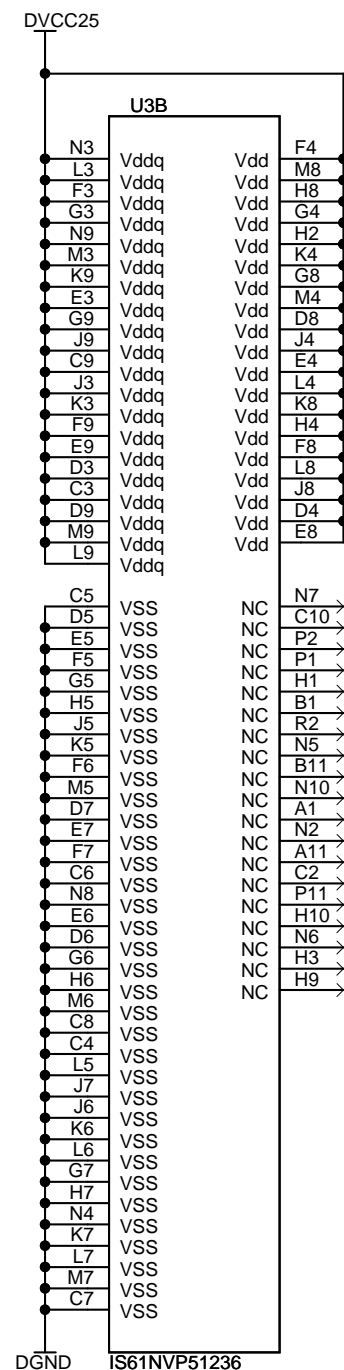 DVCC25
U3B
N3 Vddq Vdd F4
L3 Vddq Vdd M8
F3 Vddq Vdd H8
G3 Vddq Vdd G4
N9 Vddq Vdd H2
M3 Vddq Vdd K4
K9 Vddq Vdd G8
E3 Vddq Vdd M4
G9 Vddq Vdd D8
J9 Vddq Vdd J4
C9 Vddq Vdd E4
J3 Vddq Vdd L4
K3 Vddq Vdd K8
F9 Vddq Vdd H4
E9 Vddq Vdd F8
D3 Vddq Vdd L8
C3 Vddq Vdd J8
D9 Vddq Vdd D4
M9 Vddq Vdd E8
L9 Vddq
C5 VSS NC N7
D5 VSS NC C10
E5 VSS NC P2
F5 VSS NC P1
G5 VSS NC H1
H5 VSS NC B1
J5 VSS NC R2
K5 VSS NC N5
F6 VSS NC B11
M5 VSS NC N10
D7 VSS NC A1
E7 VSS NC N2
F7 VSS NC A11
C6 VSS NC C2
N8 VSS NC P11
E6 VSS NC H10
D6 VSS NC N6
G6 VSS NC H3
H6 VSS NC H9
M6 VSS
C8 VSS
C4 VSS
L5 VSS
J7 VSS
J6 VSS
K6 VSS
L6 VSS
G7 VSS
H7 VSS
N4 VSS
K7 VSS
L7 VSS
M7 VSS
C7 VSS
DGND IS61NVP51236